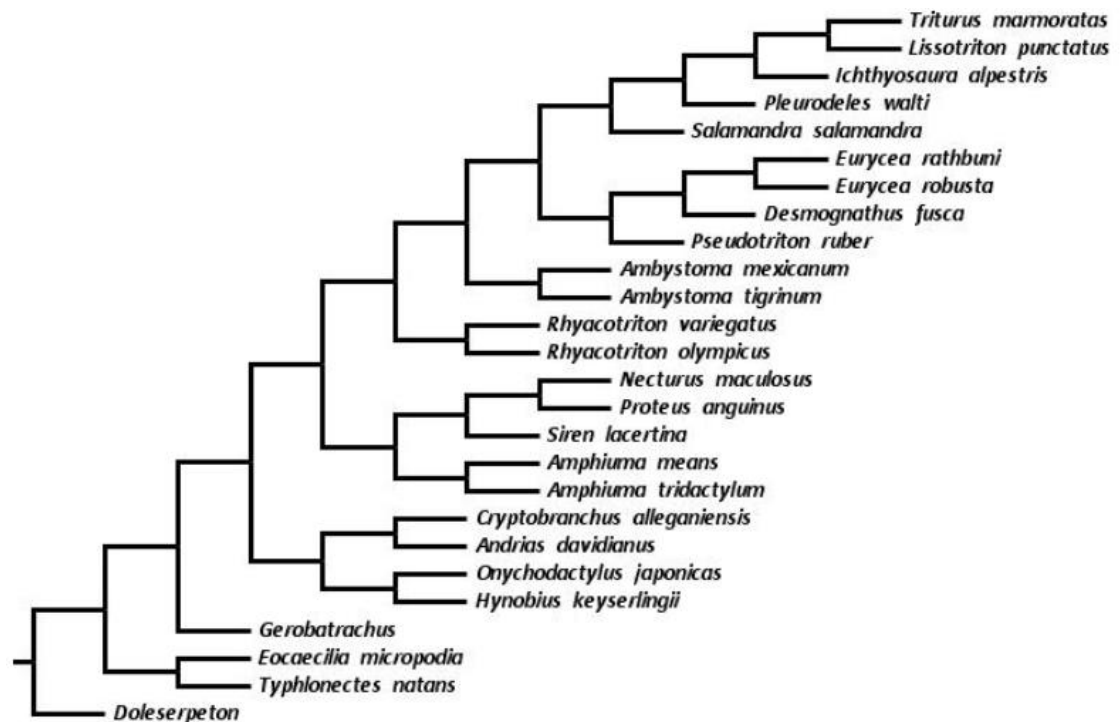 Triturus marmoratas
Lissotriton punctatus
Ichthyosaura alpestris
Pleurodeles walti
Salamandra salamandra
Eurycea rathbuni
Eurycea robusta
Desmognathus fusca
Pseudotriton ruber
Ambystoma mexicanum
Ambystoma tigrinum
Rhyacotriton variegatus
Rhyacotriton olympicus
Necturus maculosus
Proteus anguinus
Siren lacertina
Amphiuma means
Amphiuma tridactylum
Cryptobranchus alleganiensis
Andrias davidianus
Onychodactylus japonicas
Hynobius keyserlingii
Gerobatrachus
Eocaecilia micropodia
Typhlonectes natans
Doleserpeton